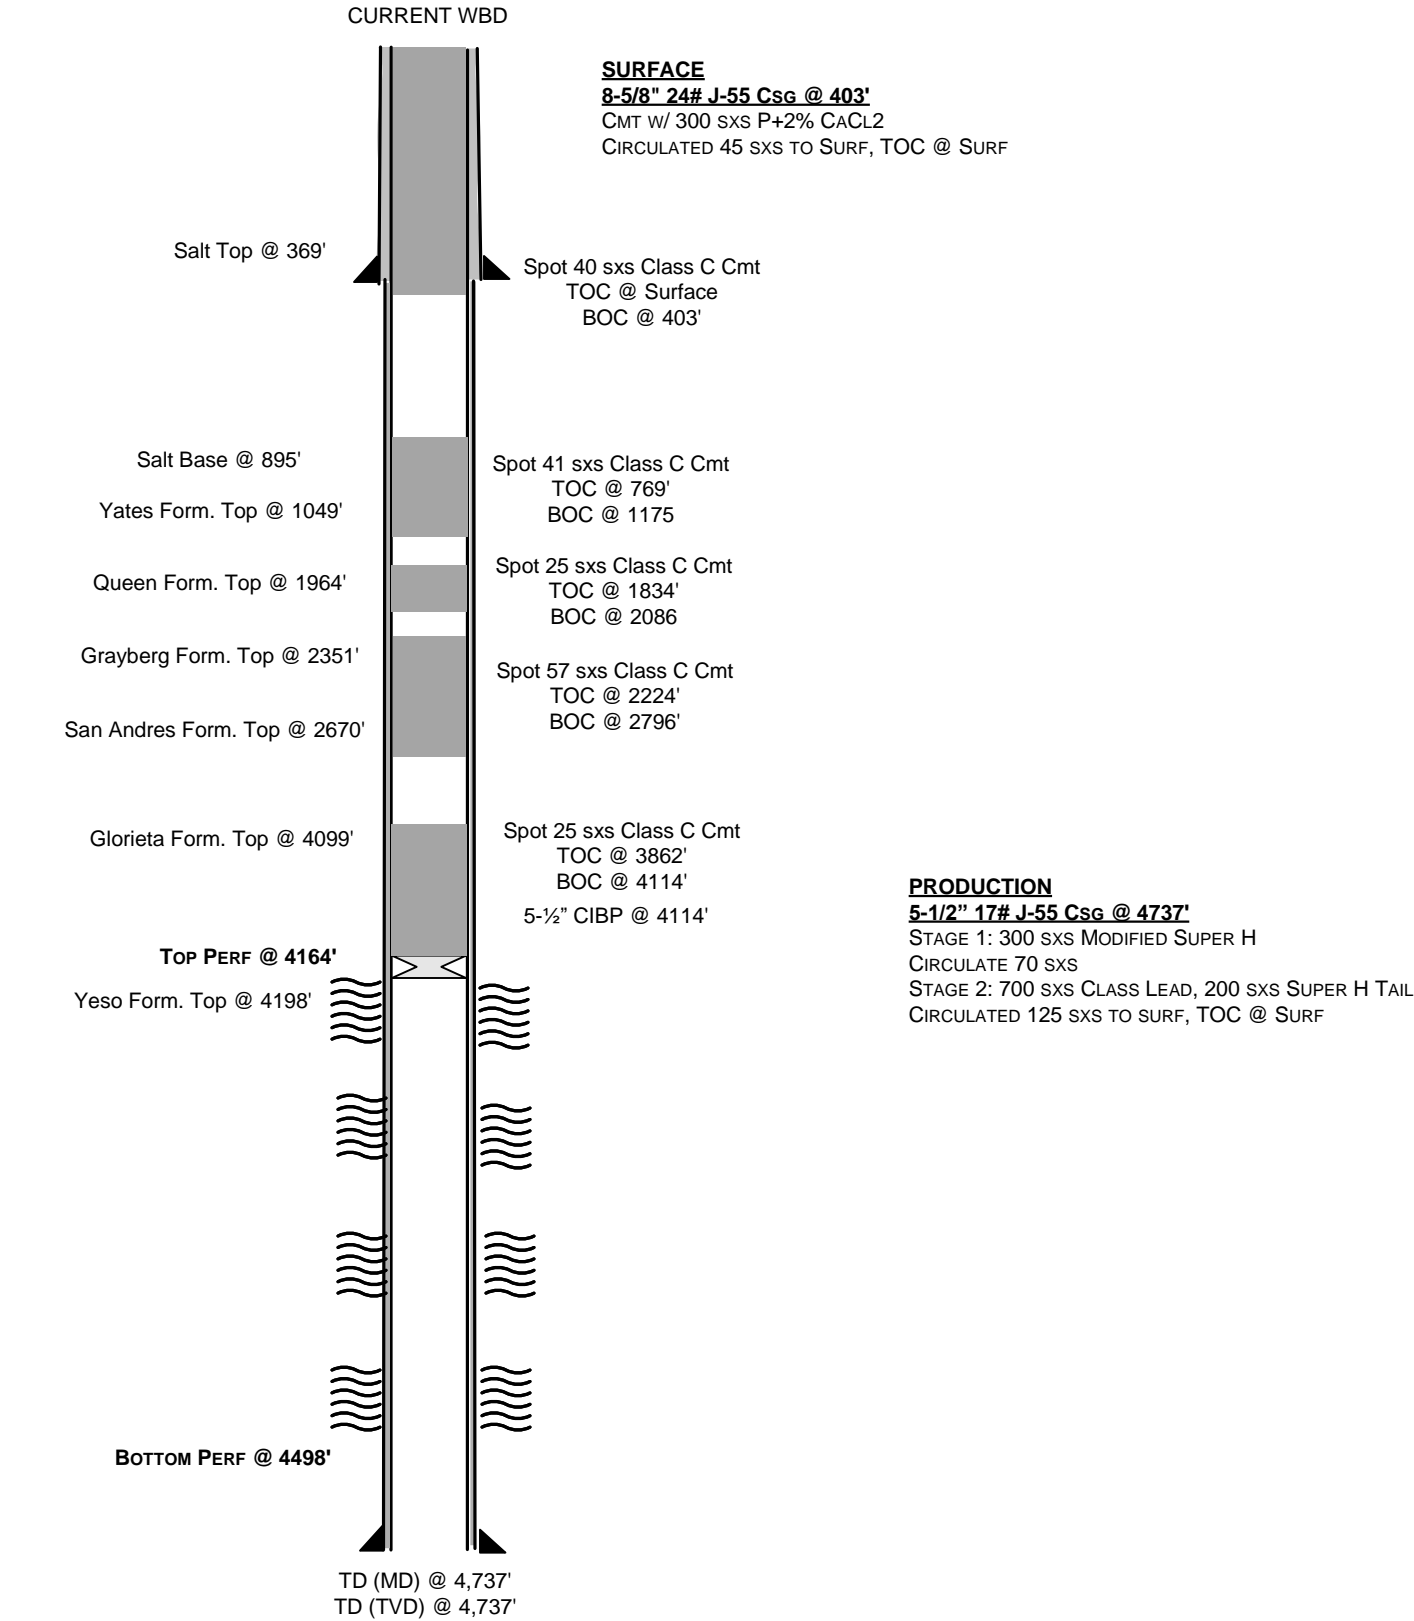 CURRENT WBD
SURFACE
8-5/8" 24# J-55 CSG @ 403'
CMT W/ 300 SXS P+2% CACL2
CIRCULATED 45 SXS TO SURF, TOC @ SURF
Salt Top @ 369'
Spot 40 sxs Class C Cmt
TOC @ Surface
BOC @ 403'
Salt Base @ 895'
Yates Form. Top @ 1049'
Spot 41 sxs Class C Cmt
TOC @ 769'
BOC @ 1175
Queen Form. Top @ 1964'
Spot 25 sxs Class C Cmt
TOC @ 1834'
BOC @ 2086
Grayberg Form. Top @ 2351'
San Andres Form. Top @ 2670'
Spot 57 sxs Class C Cmt
TOC @ 2224'
BOC @ 2796'
Glorieta Form. Top @ 4099'
Spot 25 sxs Class C Cmt
TOC @ 3862'
BOC @ 4114'
5-½” CIBP @ 4114'
PRODUCTION
5-1/2” 17# J-55 CSG @ 4737'
STAGE 1: 300 SXS MODIFIED SUPER H
CIRCULATE 70 SXS
STAGE 2: 700 SXS CLASS LEAD, 200 SXS SUPER H TAIL
CIRCULATED 125 SXS TO SURF, TOC @ SURF
TOP PERF @ 4164'
Yeso Form. Top @ 4198'
BOTTOM PERF @ 4498'
TD (MD) @ 4,737'
TD (TVD) @ 4,737'